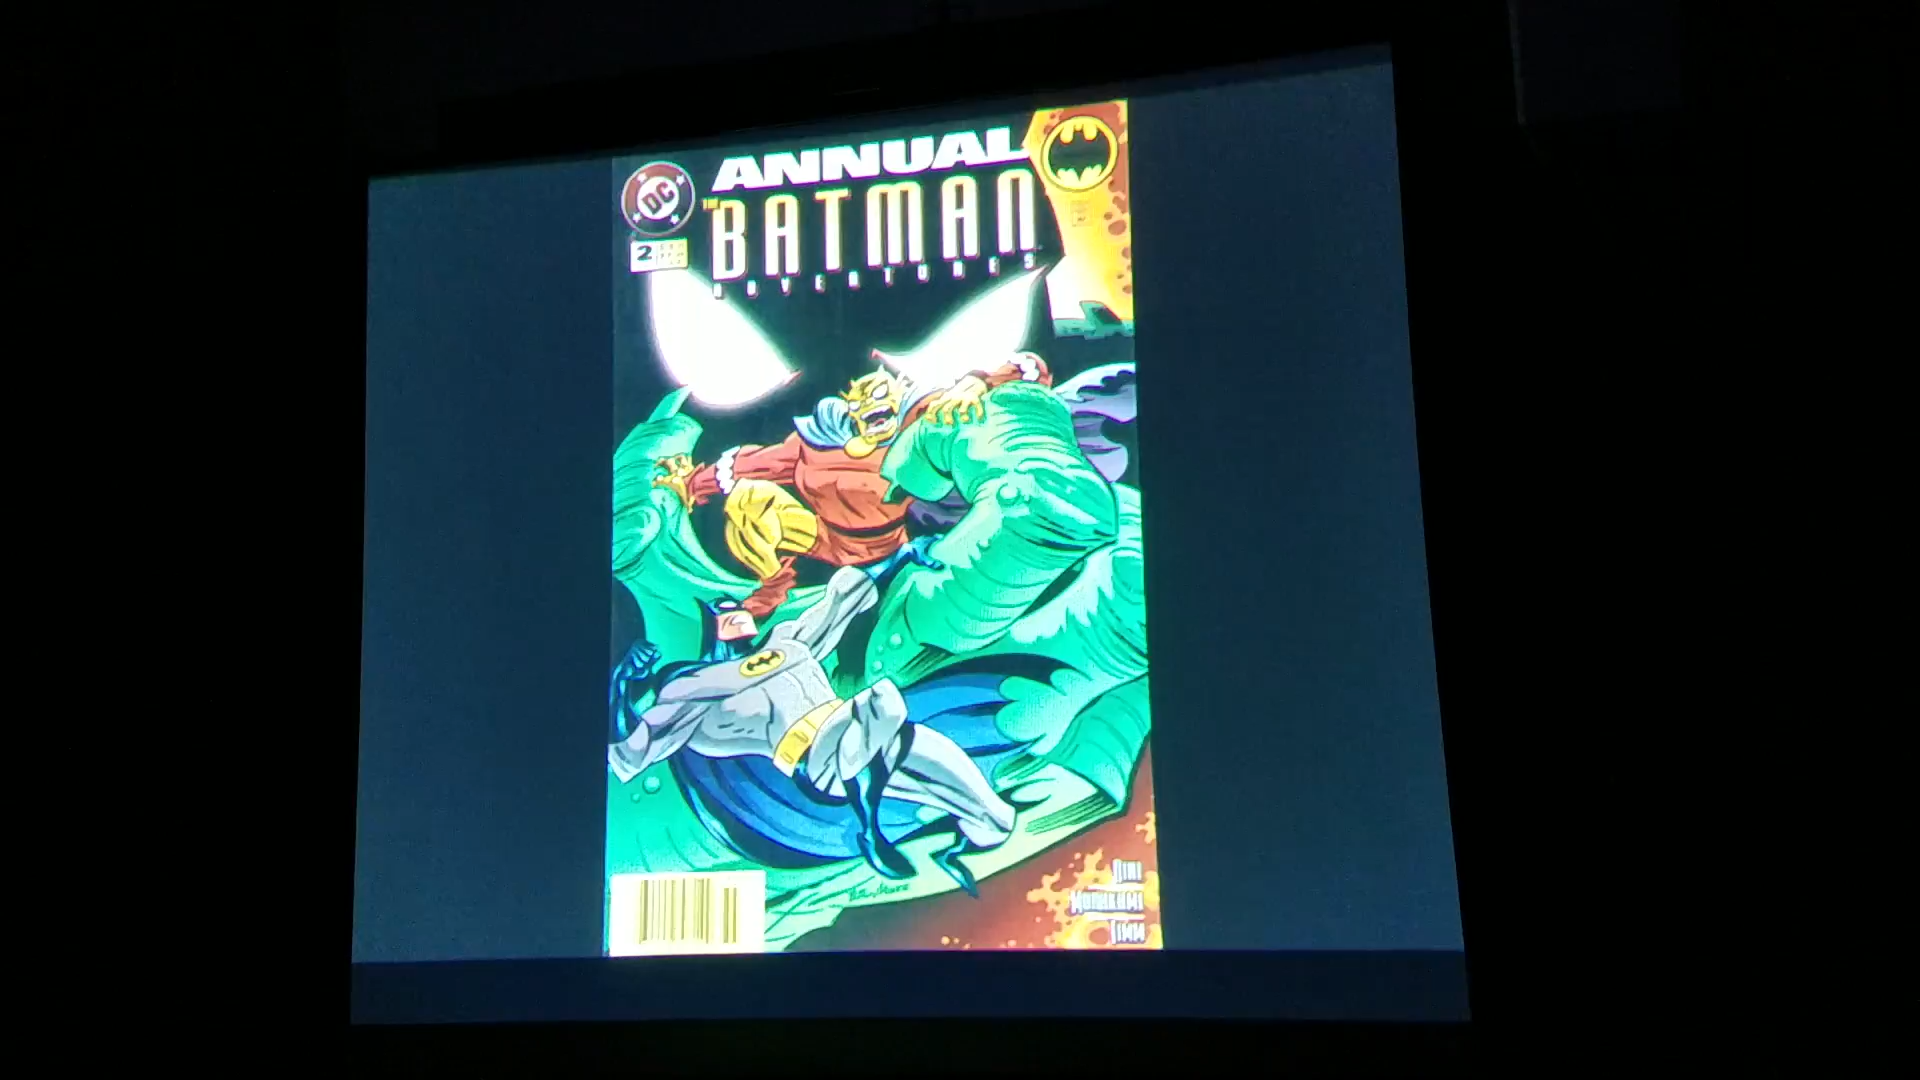 ANNUAL
DC
THE
BATMAN
ADVENTURES
2
DINI
MURAKAMI
TIMM